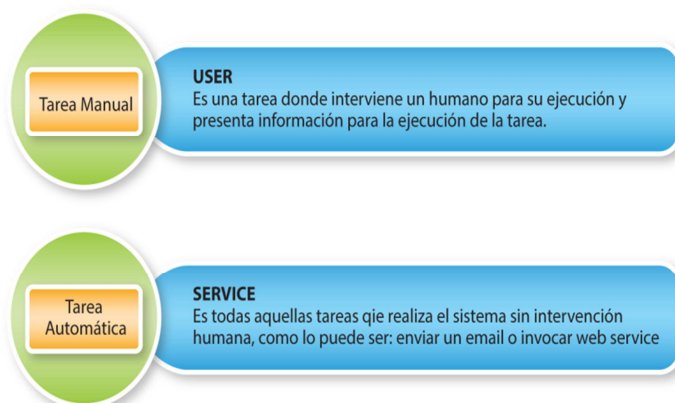 Tarea Manual
USER
Es una tarea donde interviene un humano para su ejecución y
presenta información para la ejecución de la tarea.
Tarea
Automática
SERVICE
Es todas aquellas tareas qie realiza el sistema sin intervención
humana, como lo puede ser: enviar un email o invocar web service